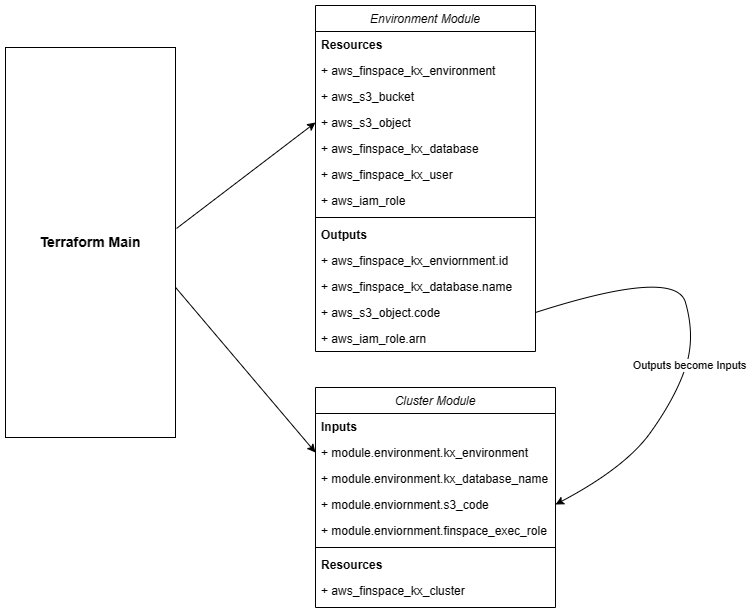 Terraform Main
Environment Module
Resources
+ aws_finspace_kx_environment
+ aws_s3_bucket
+ aws_s3_object
+ aws_finspace_kx_database
+ aws_finspace_kx_user
+ aws_iam_role
Outputs
+ aws_finspace_kx_enviornment.id
+ aws_finspace_kx_database.name
+ aws_s3_object.code
+ aws_iam_role.arn
Outputs become Inputs
Cluster Module
Inputs
+ module.environment.kx_environment
+ module.environment.kx_database_name
+ module.enviornment.s3_code
+ module.enviornment.finspace_exec_role
Resources
+ aws_finspace_kx_cluster